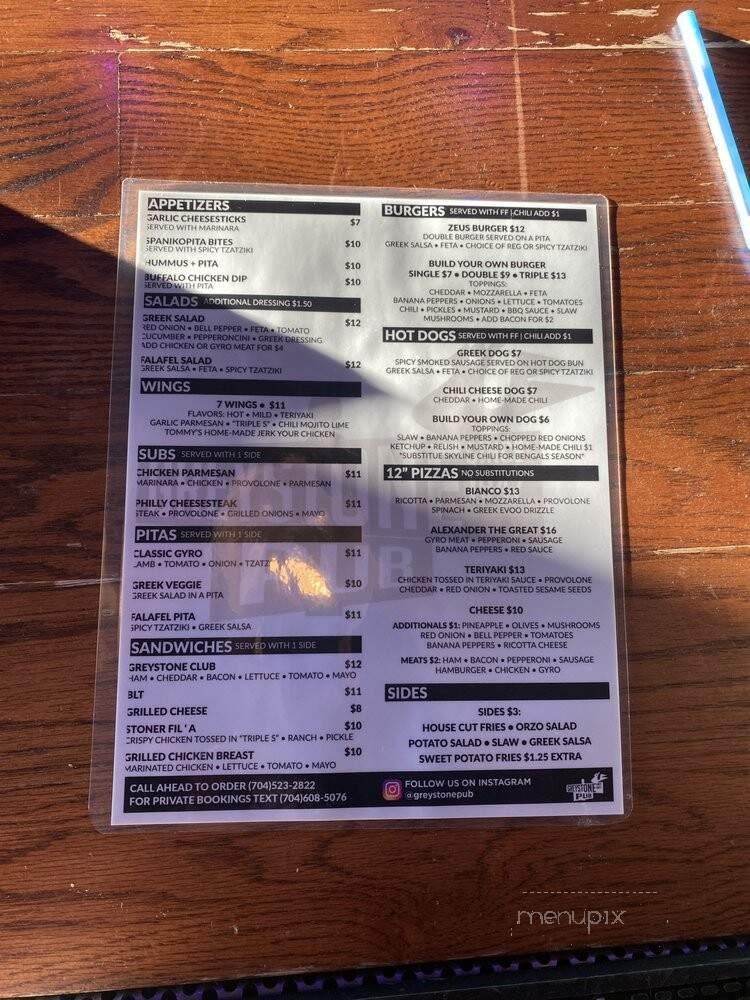 APPETIZERS
GARLIC CHEESESTICKS $7
SERVED WITH MARINARA
SPANIKOPITA BITES $10
SERVED WITH SPICY TZATZIKI
HUMMUS + PITA $10
BUFFALO CHICKEN DIP $10
SERVED WITH PITA
SALADS ADDITIONAL DRESSING $1.50
GREEK SALAD $12
RED ONION • BELL PEPPER • FETA • TOMATO
CUCUMBER • PEPPERONCINI • GREEK DRESSING
ADD CHICKEN OR GYRO MEAT FOR $4
FALAFEL SALAD $12
GREEK SALSA • FETA • SPICY TZATZIKI
WINGS
7 WINGS • $11
FLAVORS: HOT • MILD • TERIYAKI
GARLIC PARMESAN • "TRIPLE S" • CHILI MOJITO LIME
TOMMY'S HOME-MADE JERK YOUR CHICKEN
SUBS SERVED WITH 1 SIDE
CHICKEN PARMESAN $11
MARINARA • CHICKEN • PROVOLONE • PARMESAN
PHILLY CHEESESTEAK $11
STEAK • PROVOLONE • GRILLED ONIONS • MAYO
PITAS SERVED WITH 1 SIDE
CLASSIC GYRO $11
LAMB • TOMATO • ONION • TZATZ
GREEK VEGGIE $10
GREEK SALAD IN A PITA
FALAFEL PITA $11
SPICY TZATZIKI • GREEK SALSA
SANDWICHES SERVED WITH 1 SIDE
GREYSTONE CLUB $12
HAM • CHEDDAR • BACON • LETTUCE • TOMATO • MAYO
BLT $11
GRILLED CHEESE $8
STONER FIL ' A $10
CRISPY CHICKEN TOSSED IN "TRIPLE S" • RANCH • PICKLE
GRILLED CHICKEN BREAST $10
MARINATED CHICKEN • LETTUCE • TOMATO • MAYO
BURGERS SERVED WITH FF | CHILI ADD $1
ZEUS BURGER $12
DOUBLE BURGER SERVED ON A PITA
GREEK SALSA • FETA • CHOICE OF REG OR SPICY TZATZIKI
BUILD YOUR OWN BURGER
SINGLE $7 • DOUBLE $9 • TRIPLE $13
TOPPINGS:
CHEDDAR • MOZZARELLA • FETA
BANANA PEPPERS • ONIONS • LETTUCE • TOMATOES
CHILI • PICKLES • MUSTARD • BBQ SAUCE • SLAW
MUSHROOMS • ADD BACON FOR $2
HOT DOGS SERVED WITH FF | CHILI ADD $1
GREEK DOG $7
SPICY SMOKED SAUSAGE SERVED ON HOT DOG BUN
GREEK SALSA • FETA • CHOICE OF REG OR SPICY TZATZIKI
CHILI CHEESE DOG $7
CHEDDAR • HOME-MADE CHILI
BUILD YOUR OWN DOG $6
TOPPINGS:
SLAW • BANANA PEPPERS • CHOPPED RED ONIONS
KETCHUP • RELISH • MUSTARD • HOME-MADE CHILI $1
*SUBSTITUE SKYLINE CHILI FOR BENGALS SEASON*
12" PIZZAS NO SUBSTITUTIONS
BIANCO $13
RICOTTA • PARMESAN • MOZZARELLA • PROVOLONE
SPINACH • GREEK EVOO DRIZZLE
ALEXANDER THE GREAT $16
GYRO MEAT • PEPPERONI • SAUSAGE
BANANA PEPPERS • RED SAUCE
TERIYAKI $13
CHICKEN TOSSED IN TERIYAKI SAUCE • PROVOLONE
CHEDDAR • RED ONION • TOASTED SESAME SEEDS
CHEESE $10
ADDITIONALS $1: PINEAPPLE • OLIVES • MUSHROOMS
RED ONION • BELL PEPPER • TOMATOES
BANANA PEPPERS • RICOTTA CHEESE
MEATS $2: HAM • BACON • PEPPERONI • SAUSAGE
HAMBURGER • CHICKEN • GYRO
SIDES
SIDES $3:
HOUSE CUT FRIES • ORZO SALAD
POTATO SALAD • SLAW • GREEK SALSA
SWEET POTATO FRIES $1.25 EXTRA
CALL AHEAD TO ORDER (704)523-2822
FOR PRIVATE BOOKINGS TEXT (704)608-5076
FOLLOW US ON INSTAGRAM
@greystonepub
GREYSTONE
PUB
menupix